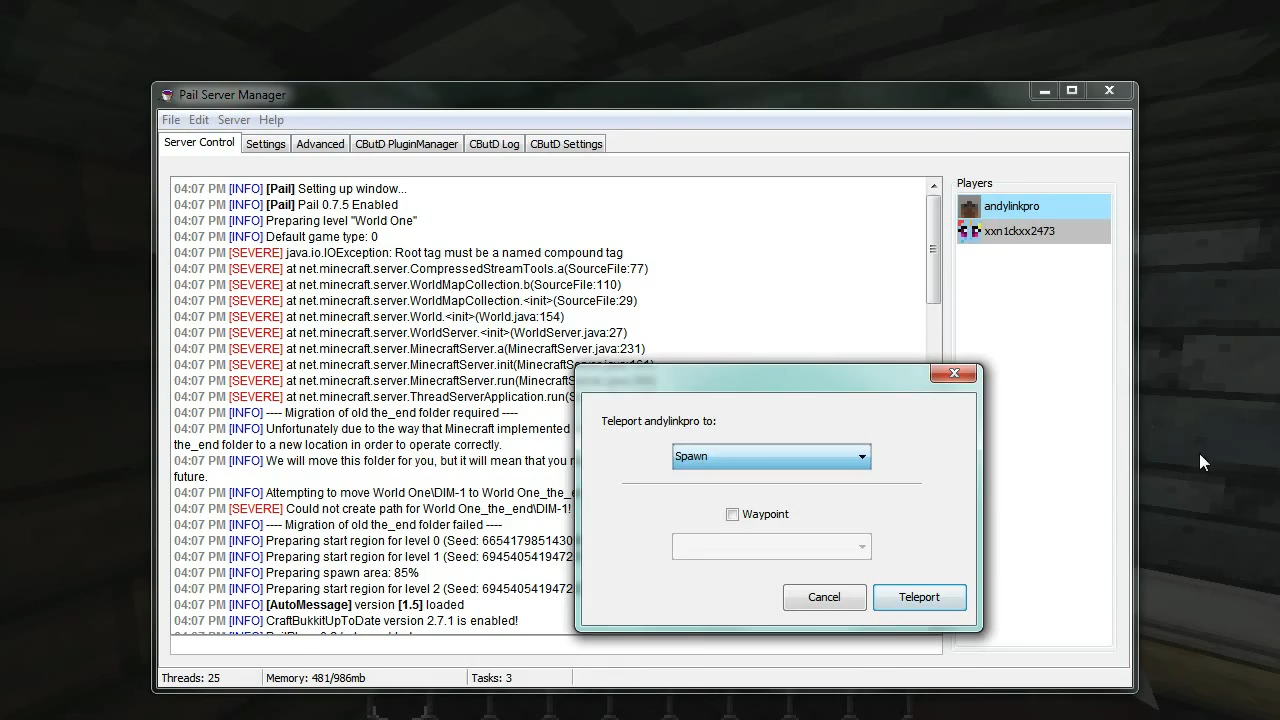 Pail Server Manager
File Edit Server Help
Server Control Settings Advanced CButD PluginManager CButD Log CButD Settings
Players
andylinkpro
xxn1ckxx2473
04:07 PM [INFO] [Pail] Setting up window...
04:07 PM [INFO] [Pail] Pail 0.7.5 Enabled
04:07 PM [INFO] Preparing level "World One"
04:07 PM [INFO] Default game type: 0
04:07 PM [SEVERE] java.io.IOException: Root tag must be a named compound tag
04:07 PM [SEVERE] at net.minecraft.server.CompressedStreamTools.a(SourceFile:77)
04:07 PM [SEVERE] at net.minecraft.server.WorldMapCollection.b(SourceFile:110)
04:07 PM [SEVERE] at net.minecraft.server.WorldMapCollection.<init>(SourceFile:29)
04:07 PM [SEVERE] at net.minecraft.server.World.<init>(World.java:154)
04:07 PM [SEVERE] at net.minecraft.server.WorldServer.<init>(WorldServer.java:27)
04:07 PM [SEVERE] at net.minecraft.server.MinecraftServer.a(MinecraftServer.java:231)
04:07 PM [SEVERE] at net.minecraft.server.MinecraftServer.init(MinecraftServer.java:161)
04:07 PM [SEVERE] at net.minecraft.server.MinecraftServer.run(
04:07 PM [SEVERE] at net.minecraft.server.ThreadServerApplication.run(
04:07 PM [INFO] ---- Migration of old the_end folder required ----
04:07 PM [INFO] Unfortunately due to the way that Minecraft implemented
the_end folder to a new location in order to operate correctly.
04:07 PM [INFO] We will move this folder for you, but it will mean that you
future.
04:07 PM [INFO] Attempting to move World One\DIM-1 to World One_the_e
04:07 PM [SEVERE] Could not create path for World One_the_end\DIM-1!
04:07 PM [INFO] ---- Migration of old the_end folder failed ----
04:07 PM [INFO] Preparing start region for level 0 (Seed: 6654179851430
04:07 PM [INFO] Preparing start region for level 1 (Seed: 6945405419472
04:07 PM [INFO] Preparing spawn area: 85%
04:07 PM [INFO] Preparing start region for level 2 (Seed: 6945405419472
04:07 PM [INFO] [AutoMessage] version [1.5] loaded
04:07 PM [INFO] CraftBukkitUpToDate version 2.7.1 is enabled!
Teleport andylinkpro to:
Spawn
Waypoint
Cancel Teleport
Threads: 25 Memory: 481/986mb Tasks: 3